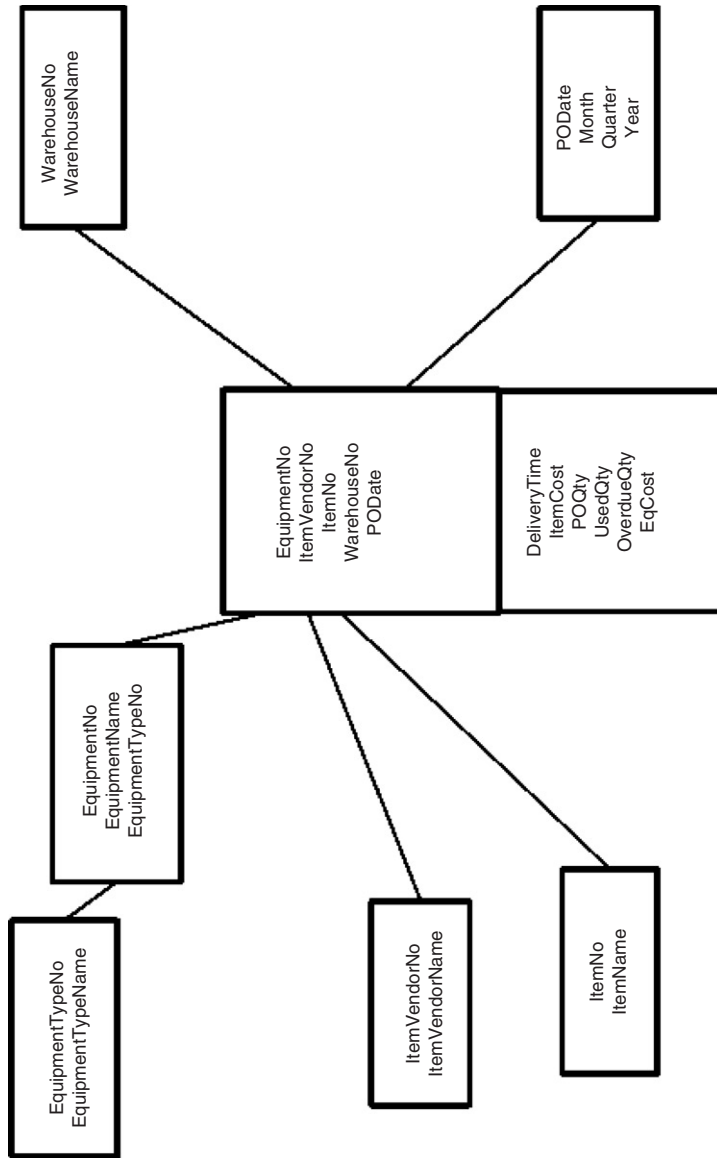 EquipmentTypeNo
EquipmentTypeName
EquipmentNo
EquipmentName
EquipmentTypeNo
ItemVendorNo
ItemVendorName
ItemNo
ItemName
EquipmentNo
ItemVendorNo
ItemNo
WarehouseNo
PODate
DeliveryTime
ItemCost
POQty
UsedQty
OverdueQty
EqCost
WarehouseNo
WarehouseName
PODate
Month
Quarter
Year